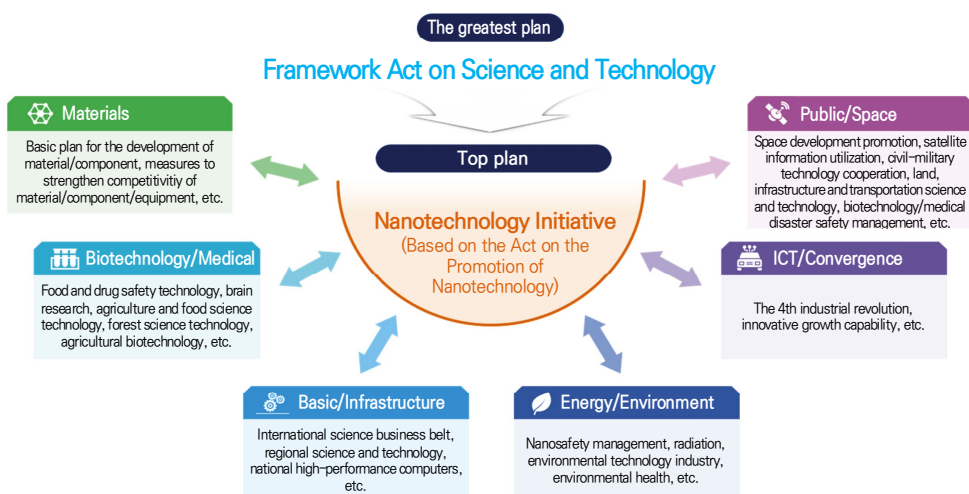 The greatest plan
Framework Act on Science and Technology
Top plan
Nanotechnology Initiative
(Based on the Act on the
Promotion of
Nanotechnology)
Materials
Basic plan for the development of
material/component, measures to
strengthen competitivitiy of
material/component/equipment, etc.
Biotechnology/Medical
Food and drug safety technology, brain
research, agriculture and food science
technology, forest science technology,
agricultural biotechnology, etc.
Basic/Infrastructure
International science business belt,
regional science and technology,
national high-performance computers,
etc.
Energy/Environment
Nanosafety management, radiation,
environmental technology industry,
environmental health, etc.
ICT/Convergence
The 4th industrial revolution,
innovative growth capability, etc.
Public/Space
Space development promotion, satellite
information utilization, civil-military
technology cooperation, land,
infrastructure and transportation science
and technology, biotechnology/medical
disaster safety management, etc.